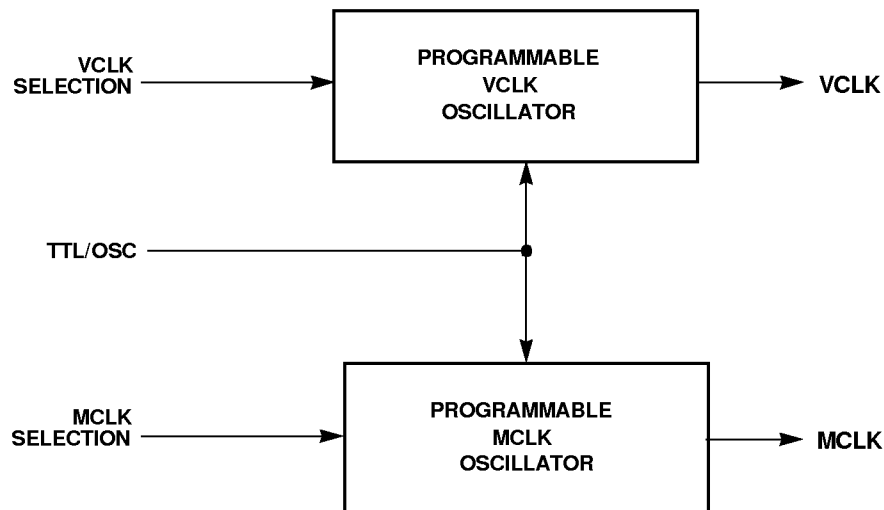 VCLK
SELECTION
PROGRAMMABLE
VCLK
OSCILLATOR
VCLK
TTL/OSC
MCLK
SELECTION
PROGRAMMABLE
MCLK
OSCILLATOR
MCLK